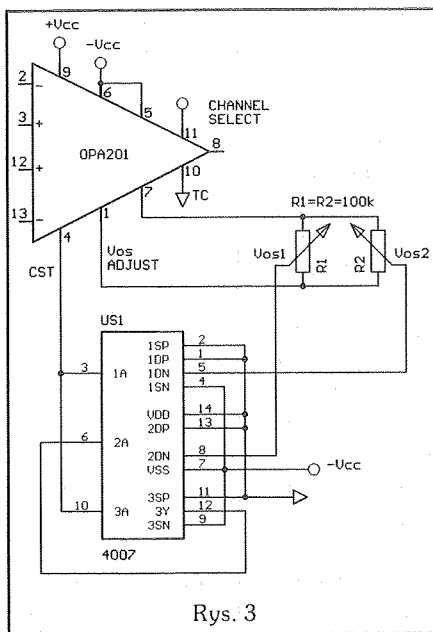 +Vcc
-Vcc
2
-
9
6
5
CHANNEL
SELECT
3
+
11
OPA201
8
12
+
10
7
TC
R1=R2=100k
13
-
1
4
Vos
ADJUST
CST
Vos1
R1
R2
Vos2
US1
1SP 2
1DP 1
3 1A 1DN 5
1SN 4
VDD 14
6 2A 2DP 13
2DN 8
VSS 7 -Vcc
3SP 11
10 3A 3Y 12
3SN 9
4007
Rys. 3